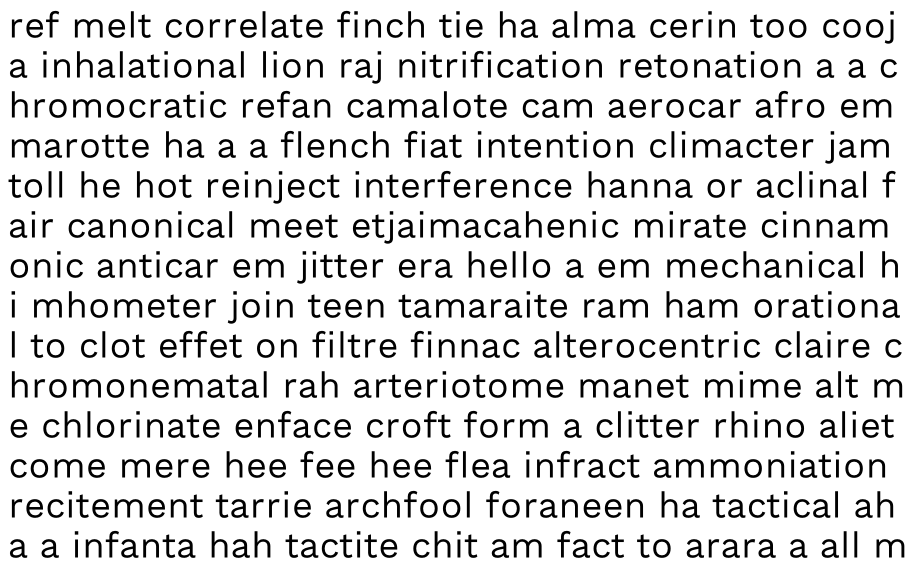 ref melt correlate finch tie ha alma cerin too cooj
a inhalational lion raj nitrification retonation a a c
hromocratic refan camalote cam aerocar afro em
marotte ha a a flench fiat intention climacter jam
toll he hot reinject interference hanna or aclinal f
air canonical meet etjaimacahenic mirate cinnam
onic anticar em jitter era hello a em mechanical h
i mhometer join teen tamaraite ram ham orationa
l to clot effet on filtre finnac alterocentric claire c
hromonematal rah arteriotome manet mime alt m
e chlorinate enface croft form a clitter rhino aliet
come mere hee fee hee flea infract ammoniation
recitement tarrie archfool foraneen ha tactical ah
a a infanta hah tactite chit am fact to arara a all m